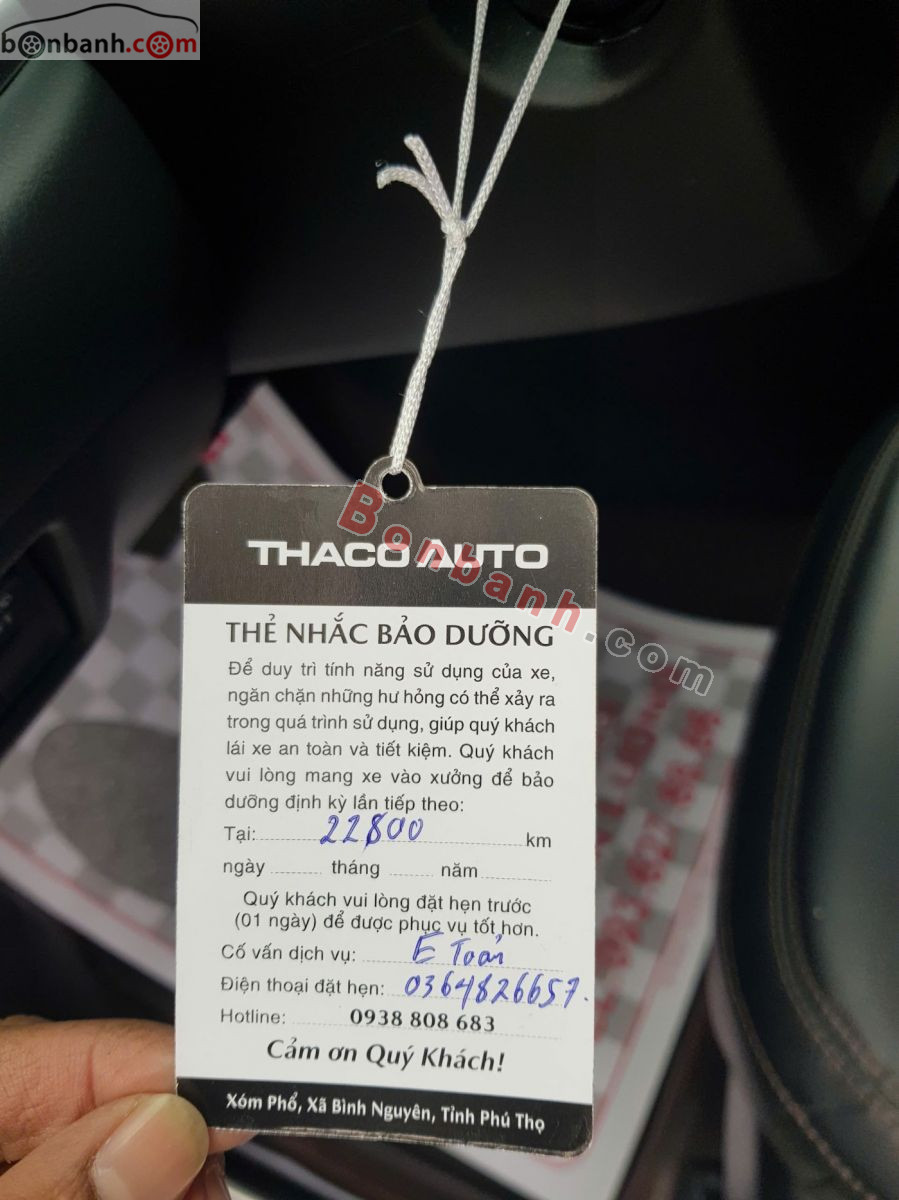 bonbanh.com
THACO AUTO
Bonbanh.com
THẺ NHẮC BẢO DƯỠNG
Để duy trì tính năng sử dụng của xe,
ngăn chặn những hư hỏng có thể xảy ra
trong quá trình sử dụng, giúp quý khách
lái xe an toàn và tiết kiệm. Quý khách
vui lòng mang xe vào xưởng để bảo
dưỡng định kỳ lần tiếp theo:
Tại: 22800 km
ngày tháng năm
Quý khách vui lòng đặt hẹn trước
(01 ngày) để được phục vụ tốt hơn.
Cố vấn dịch vụ: E Toản
Điện thoại đặt hẹn: 0364826657.
Hotline: 0938 808 683
Cảm ơn Quý Khách!
Xóm Phổ, Xã Bình Nguyên, Tỉnh Phú Thọ